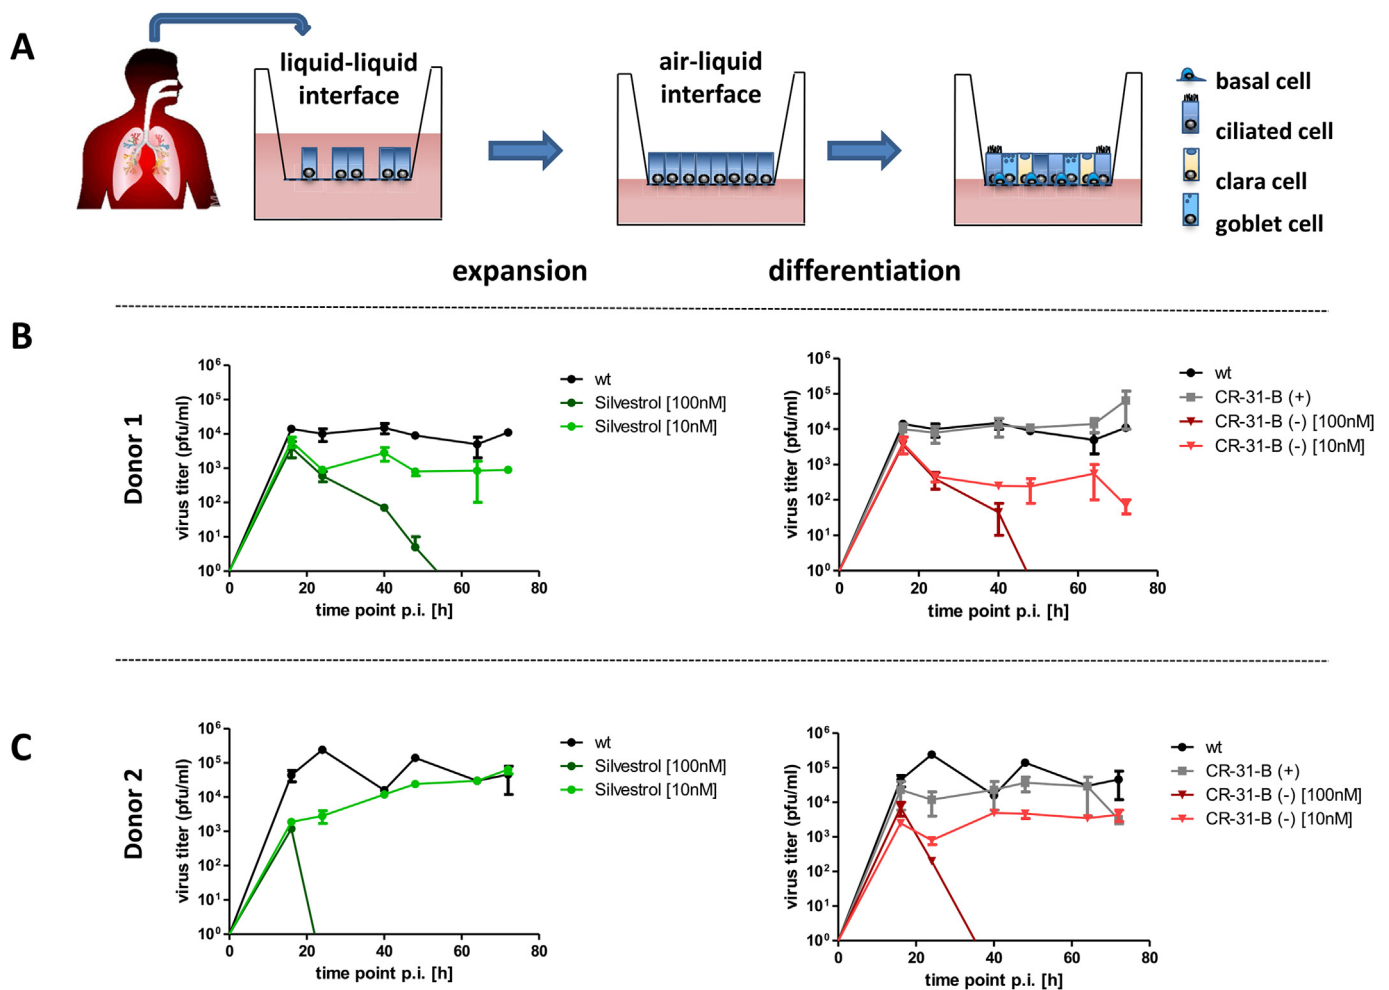 A
liquid-liquid
interface
air-liquid
interface
basal cell
ciliated cell
clara cell
goblet cell
expansion
differentiation
B
Donor 1
virus titer (pfu/ml)
10⁶
10⁵
10⁴
10³
10²
10¹
10⁰
0 20 40 60 80
time point p.i. [h]
wt
Silvestrol [100nM]
Silvestrol [10nM]
virus titer (pfu/ml)
10⁶
10⁵
10⁴
10³
10²
10¹
10⁰
0 20 40 60 80
time point p.i. [h]
wt
CR-31-B (+)
CR-31-B (-) [100nM]
CR-31-B (-) [10nM]
C
Donor 2
virus titer (pfu/ml)
10⁶
10⁵
10⁴
10³
10²
10¹
10⁰
0 20 40 60 80
time point p.i. [h]
wt
Silvestrol [100nM]
Silvestrol [10nM]
virus titer (pfu/ml)
10⁶
10⁵
10⁴
10³
10²
10¹
10⁰
0 20 40 60 80
time point p.i. [h]
wt
CR-31-B (+)
CR-31-B (-) [100nM]
CR-31-B (-) [10nM]